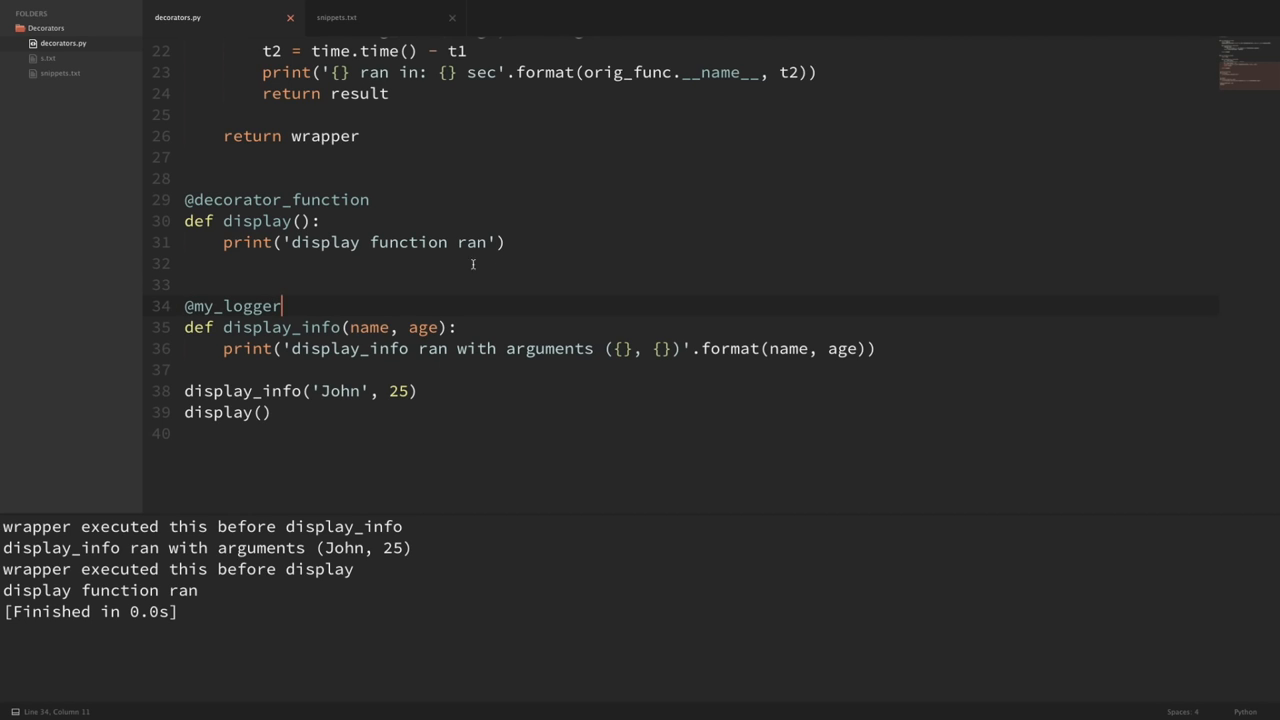 FOLDERS
Decorators
decorators.py
s.txt
snippets.txt
decorators.py
snippets.txt
22 t2 = time.time() - t1
23 print('{} ran in: {} sec'.format(orig_func.__name__, t2))
24 return result
25
26 return wrapper
27
28
29 @decorator_function
30 def display():
31 print('display function ran')
32
33
34 @my_logger
35 def display_info(name, age):
36 print('display_info ran with arguments ({}, {})'.format(name, age))
37
38 display_info('John', 25)
39 display()
40
wrapper executed this before display_info
display_info ran with arguments (John, 25)
wrapper executed this before display
display function ran
[Finished in 0.0s]
Line 34, Column 11
Spaces: 4
Python